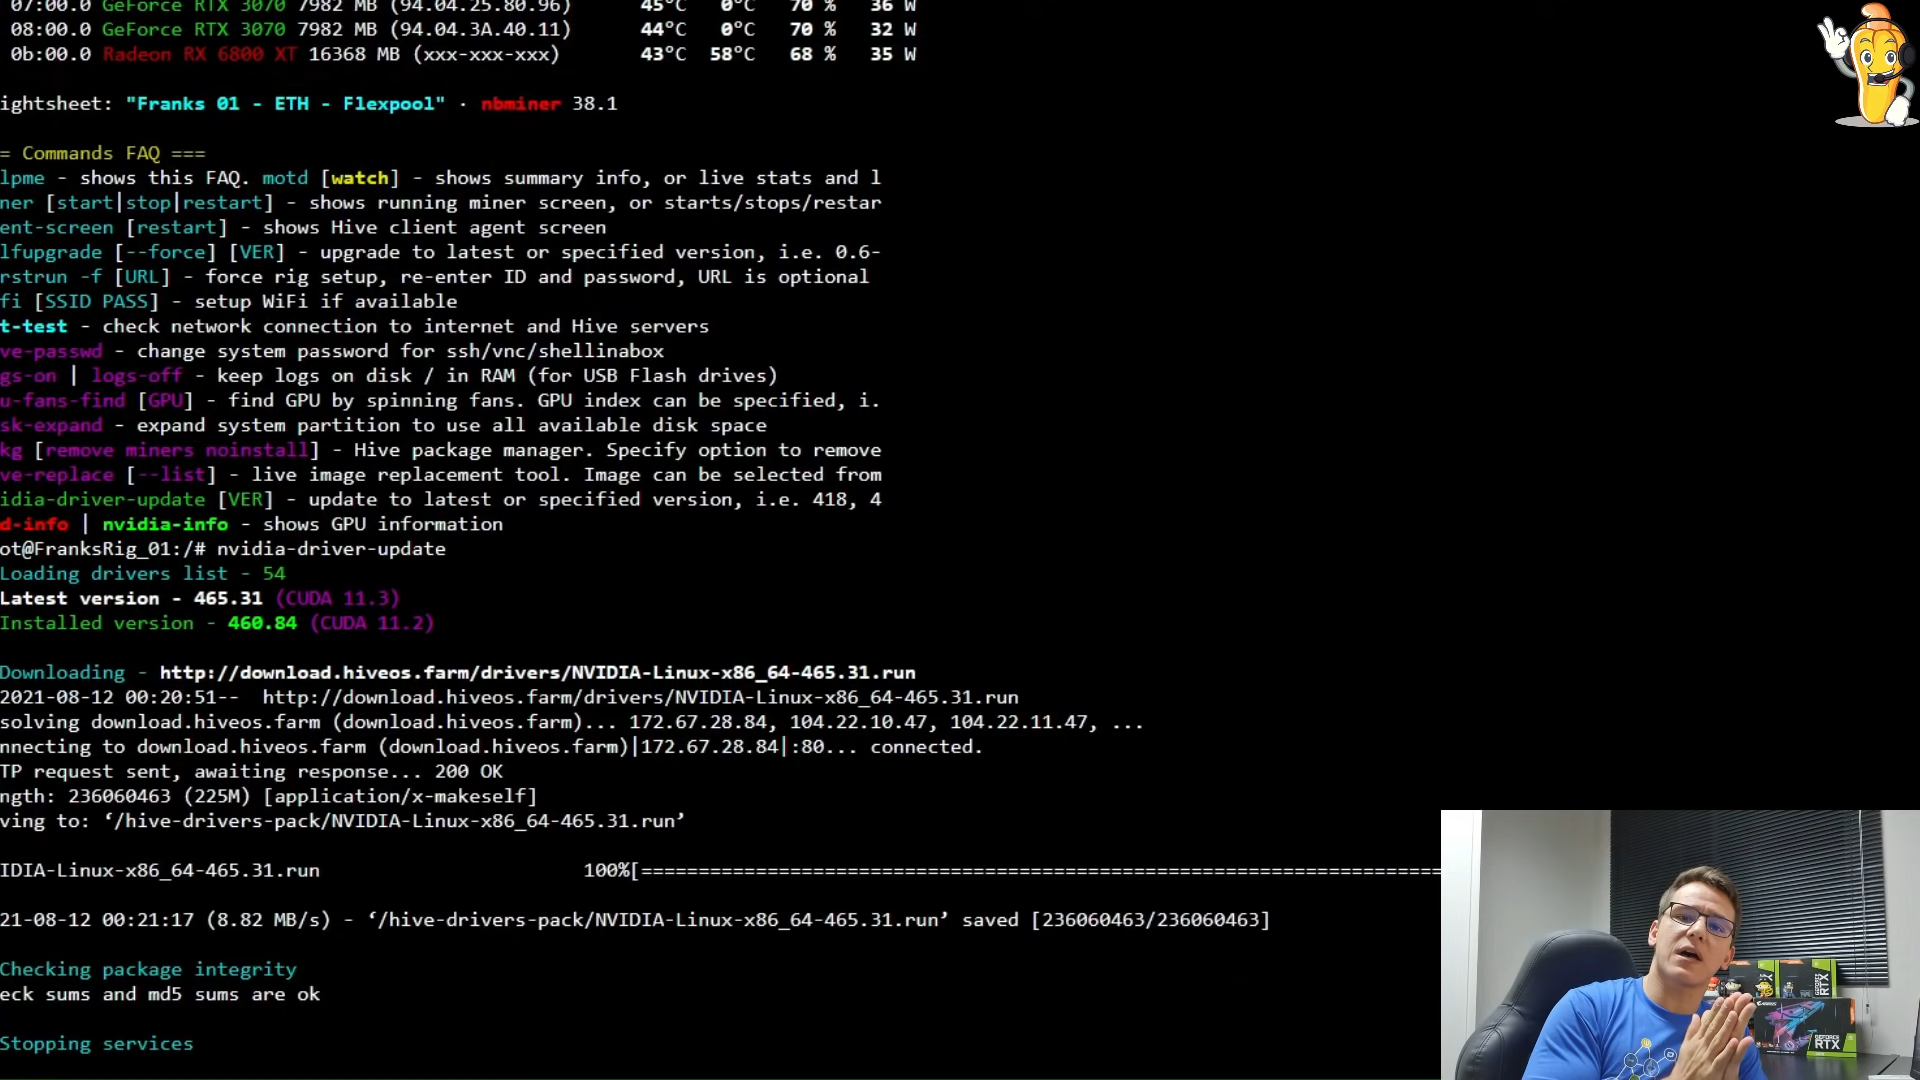 07:00.0 GeForce RTX 3070 7982 MB (94.04.25.80.96) 45°C 0°C 70 % 36 W
08:00.0 GeForce RTX 3070 7982 MB (94.04.3A.40.11) 44°C 0°C 70 % 32 W
0b:00.0 Radeon RX 6800 XT 16368 MB (xxx-xxx-xxx) 43°C 58°C 68 % 35 W
ightsheet: "Franks 01 - ETH - Flexpool" · nbminer 38.1
= Commands FAQ ===
lpme - shows this FAQ. motd [watch] - shows summary info, or live stats and l
ner [start|stop|restart] - shows running miner screen, or starts/stops/restar
ent-screen [restart] - shows Hive client agent screen
lfupgrade [--force] [VER] - upgrade to latest or specified version, i.e. 0.6-
rstrun -f [URL] - force rig setup, re-enter ID and password, URL is optional
fi [SSID PASS] - setup WiFi if available
t-test - check network connection to internet and Hive servers
ve-passwd - change system password for ssh/vnc/shellinabox
gs-on | logs-off - keep logs on disk / in RAM (for USB Flash drives)
u-fans-find [GPU] - find GPU by spinning fans. GPU index can be specified, i.
sk-expand - expand system partition to use all available disk space
kg [remove miners noinstall] - Hive package manager. Specify option to remove
ve-replace [--list] - live image replacement tool. Image can be selected from
idia-driver-update [VER] - update to latest or specified version, i.e. 418, 4
d-info | nvidia-info - shows GPU information
ot@FranksRig_01:/# nvidia-driver-update
Loading drivers list - 54
Latest version - 465.31 (CUDA 11.3)
Installed version - 460.84 (CUDA 11.2)
Downloading - http://download.hiveos.farm/drivers/NVIDIA-Linux-x86_64-465.31.run
2021-08-12 00:20:51-- http://download.hiveos.farm/drivers/NVIDIA-Linux-x86_64-465.31.run
solving download.hiveos.farm (download.hiveos.farm)... 172.67.28.84, 104.22.10.47, 104.22.11.47, ...
nnecting to download.hiveos.farm (download.hiveos.farm)|172.67.28.84|:80... connected.
TP request sent, awaiting response... 200 OK
ngth: 236060463 (225M) [application/x-makeself]
ving to: ‘/hive-drivers-pack/NVIDIA-Linux-x86_64-465.31.run’
IDIA-Linux-x86_64-465.31.run 100%[======================================================================
21-08-12 00:21:17 (8.82 MB/s) - ‘/hive-drivers-pack/NVIDIA-Linux-x86_64-465.31.run’ saved [236060463/236060463]
Checking package integrity
eck sums and md5 sums are ok
Stopping services
RTX
GEFORCE
RTX